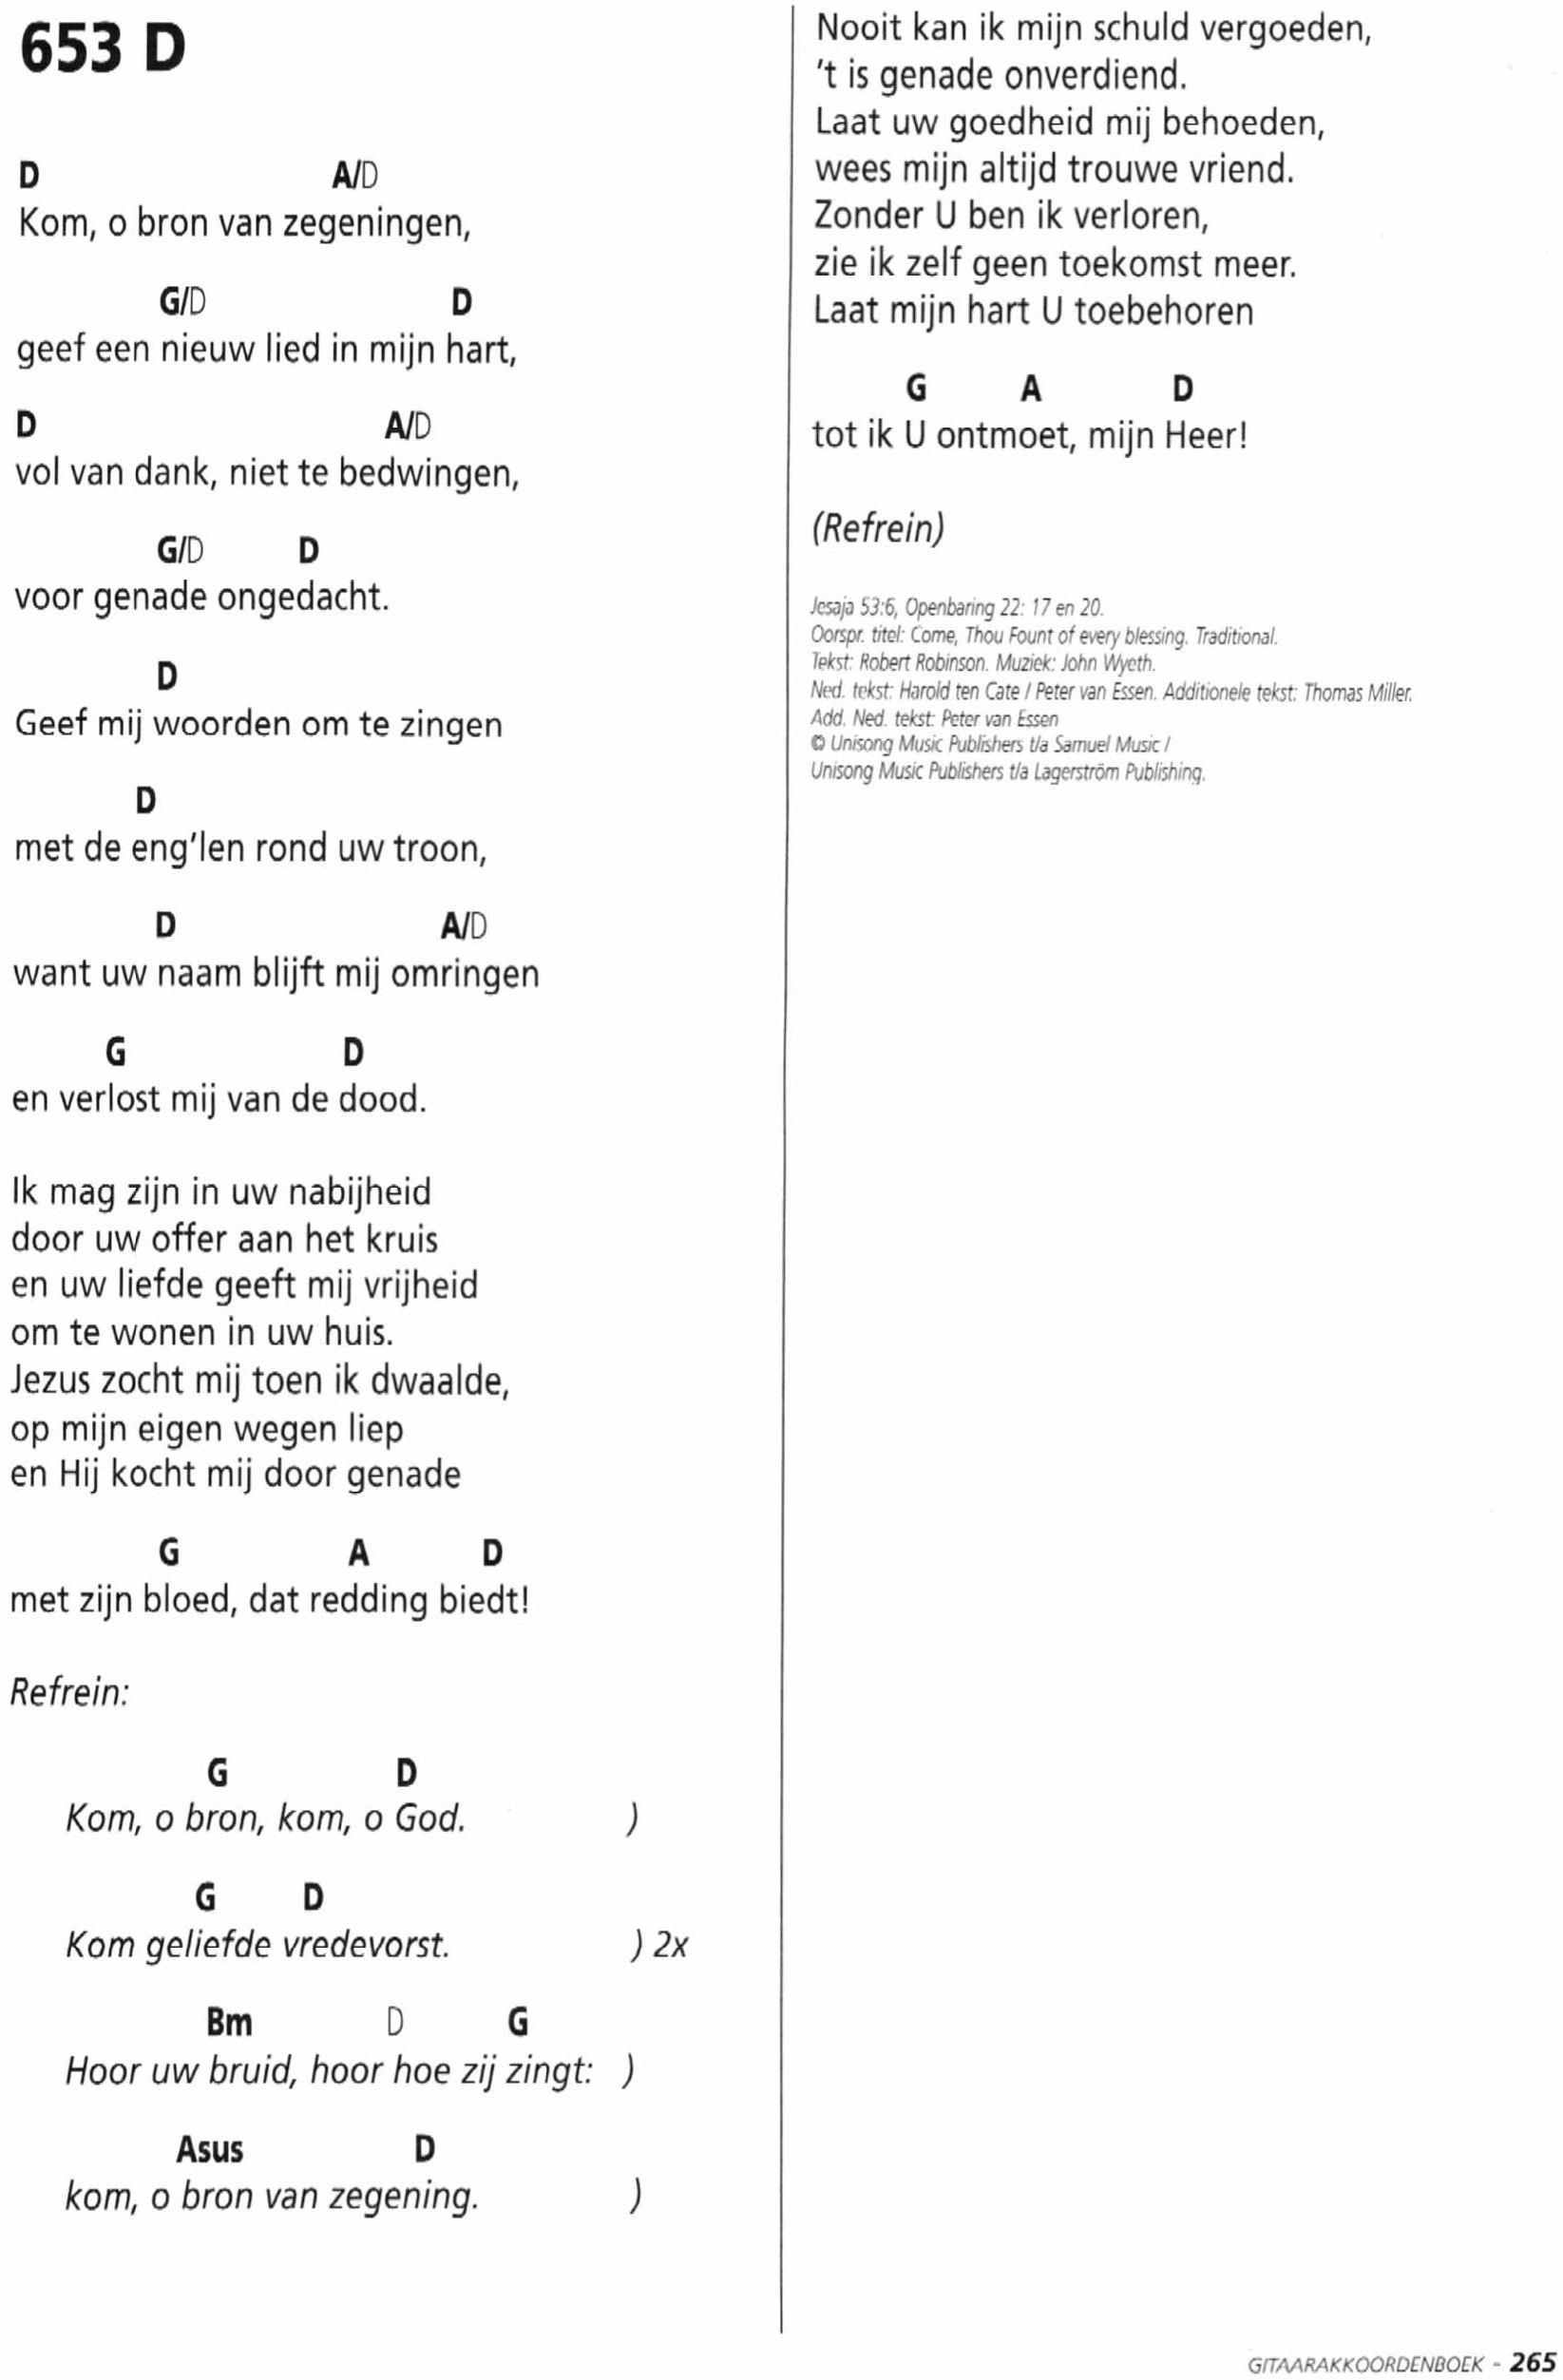 653 D
D A/D
Kom, o bron van zegeningen,
G/D D
geef een nieuw lied in mijn hart,
D A/D
vol van dank, niet te bedwingen,
G/D D
voor genade ongedacht.
D
Geef mij woorden om te zingen
D
met de eng'len rond uw troon,
D A/D
want uw naam blijft mij omringen
G D
en verlost mij van de dood.
Ik mag zijn in uw nabijheid
door uw offer aan het kruis
en uw liefde geeft mij vrijheid
om te wonen in uw huis.
Jezus zocht mij toen ik dwaalde,
op mijn eigen wegen liep
en Hij kocht mij door genade
G A D
met zijn bloed, dat redding biedt!
Refrein:
G D
Kom, o bron, kom, o God. )
G D
Kom geliefde vredevorst. ) 2x
Bm D G
Hoor uw bruid, hoor hoe zij zingt: )
Asus D
kom, o bron van zegening. )
Nooit kan ik mijn schuld vergoeden,
't is genade onverdiend.
Laat uw goedheid mij behoeden,
wees mijn altijd trouwe vriend.
Zonder U ben ik verloren,
zie ik zelf geen toekomst meer.
Laat mijn hart U toebehoren
G A D
tot ik U ontmoet, mijn Heer!
(Refrein)
Jesaja 53:6, Openbaring 22: 17 en 20.
Oorspr. titel: Come, Thou Fount of every blessing. Traditional.
Tekst: Robert Robinson. Muziek: John Wyeth.
Ned. tekst: Harold ten Cate / Peter van Essen. Additionele tekst: Thomas Miller.
Add. Ned. tekst: Peter van Essen
© Unisong Music Publishers t/a Samuel Music /
Unisong Music Publishers t/a Lagerström Publishing.
GITAARAKKOORDENBOEK - 265